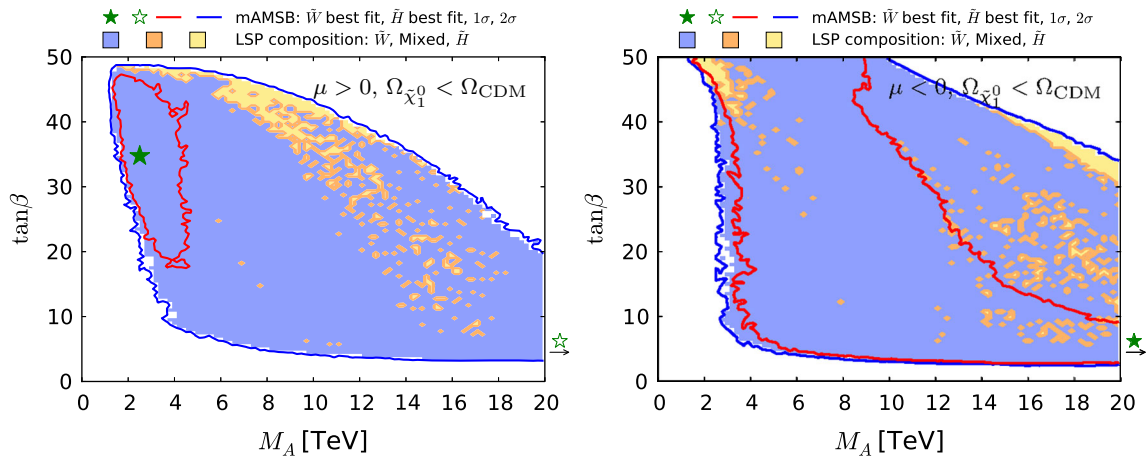 mAMSB: W̃ best fit, H̃ best fit, 1σ, 2σ
LSP composition: W̃, Mixed, H̃
μ > 0, Ω_χ̃₁⁰ < Ω_CDM
50
40
30
20
10
0
tanβ
0 2 4 6 8 10 12 14 16 18 20
M_A [TeV]
mAMSB: W̃ best fit, H̃ best fit, 1σ, 2σ
LSP composition: W̃, Mixed, H̃
μ < 0, Ω_χ̃₁⁰ < Ω_CDM
50
40
30
20
10
0
tanβ
0 2 4 6 8 10 12 14 16 18 20
M_A [TeV]